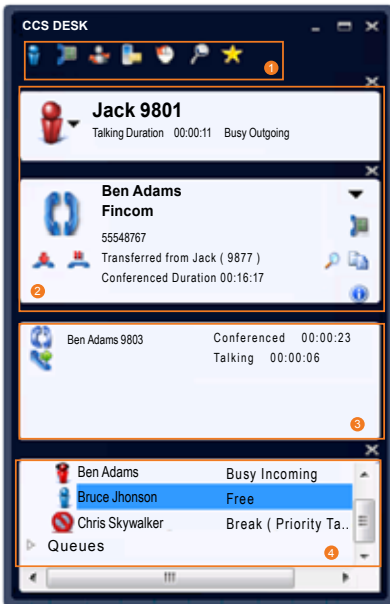 CCS DESK
1
Jack 9801
Talking Duration 00:00:11 Busy Outgoing
Ben Adams
Fincom
55548767
Transferred from Jack ( 9877 )
Conferenced Duration 00:16:17
2
Ben Adams 9803 Conferenced 00:00:23
Talking 00:00:06
3
Ben Adams Busy Incoming
Bruce Jhonson Free
Chris Skywalker Break ( Priority Ta..
Queues
4